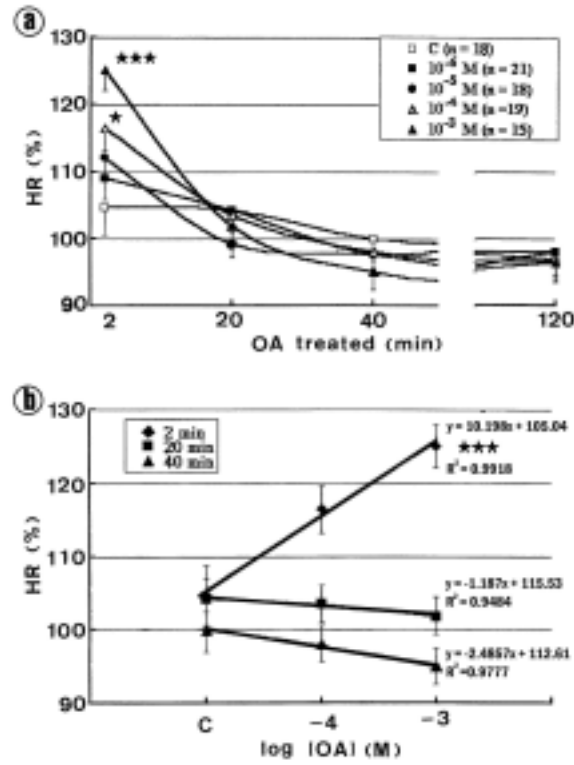 a
130
120
110
100
90
HR (%)
C (n = 18)
10⁻⁶ M (n = 21)
10⁻⁵ M (n = 18)
10⁻⁴ M (n =19)
10⁻³ M (n = 15)
★★★
★
2 20 40 120
OA treated (min)
b
130
120
110
100
90
HR (%)
2 min
20 min
40 min
y = 10.198x + 105.04
★★★
R² = 0.9918
y = -1.187x + 115.53
R² = 0.9484
y = -2.4857x + 112.61
R² =0.9777
C -4 -3
log [OA] (M)